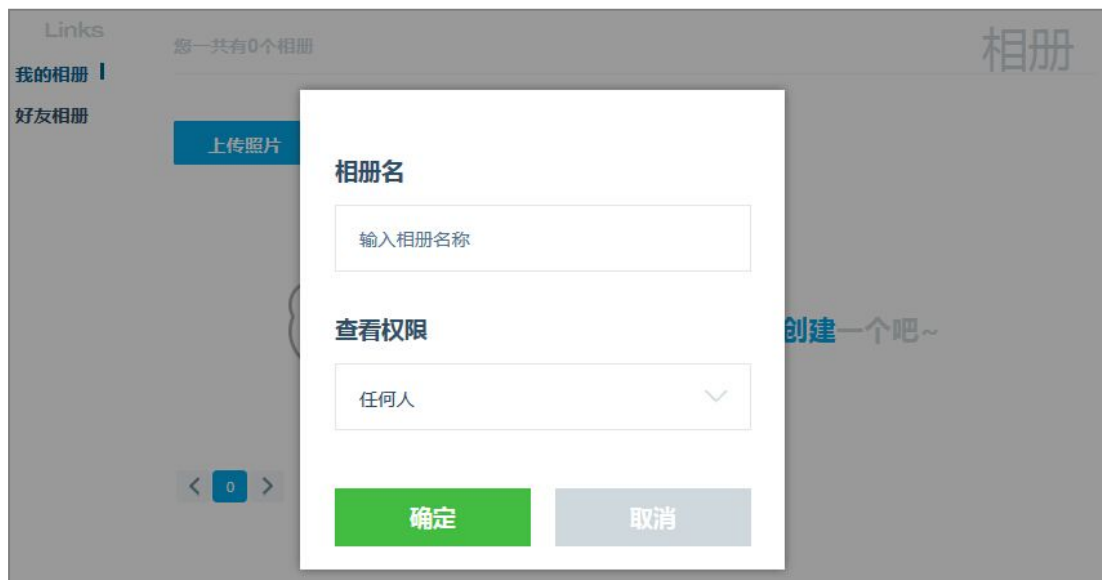 Links
我的相册
好友相册
您一共有0个相册
相册
上传照片
相册名
输入相册名称
查看权限
任何人
创建一个吧~
0
确定
取消